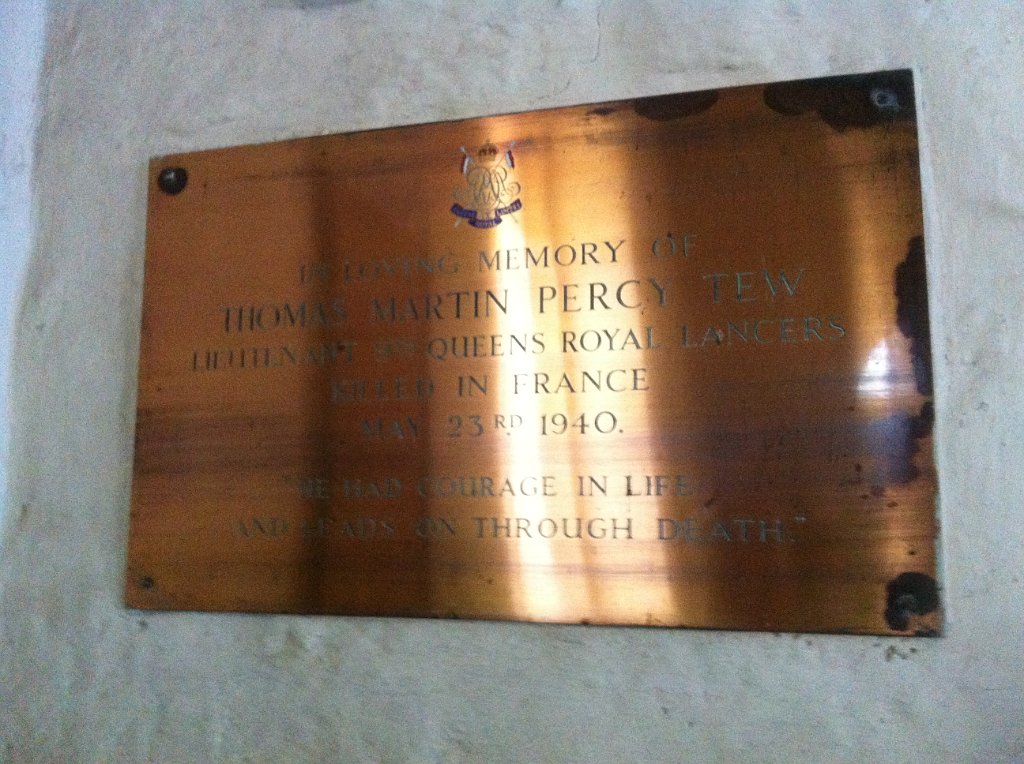 IN LOVING MEMORY OF
THOMAS MARTIN PERCY TEW
LIEUTENANT 9TH QUEENS ROYAL LANCERS
KILLED IN FRANCE
MAY 23RD 1940.
"HE HAD COURAGE IN LIFE
AND LEADS ON THROUGH DEATH."